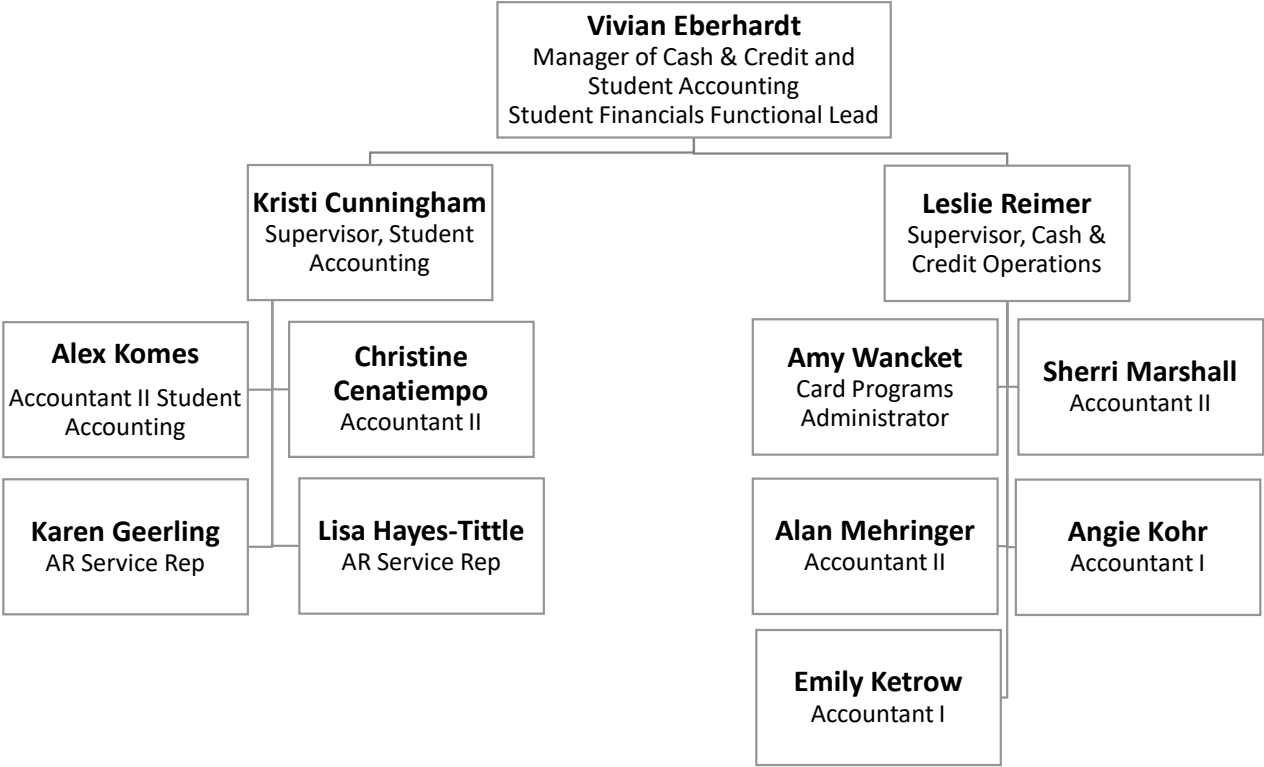 Vivian Eberhardt
Manager of Cash & Credit and
Student Accounting
Student Financials Functional Lead
Kristi Cunningham
Supervisor, Student
Accounting
Leslie Reimer
Supervisor, Cash &
Credit Operations
Alex Komes
Accountant II Student
Accounting
Christine
Cenatiempo
Accountant II
Amy Wancket
Card Programs
Administrator
Sherri Marshall
Accountant II
Karen Geerling
AR Service Rep
Lisa Hayes-Tittle
AR Service Rep
Alan Mehringer
Accountant II
Angie Kohr
Accountant I
Emily Ketrow
Accountant I